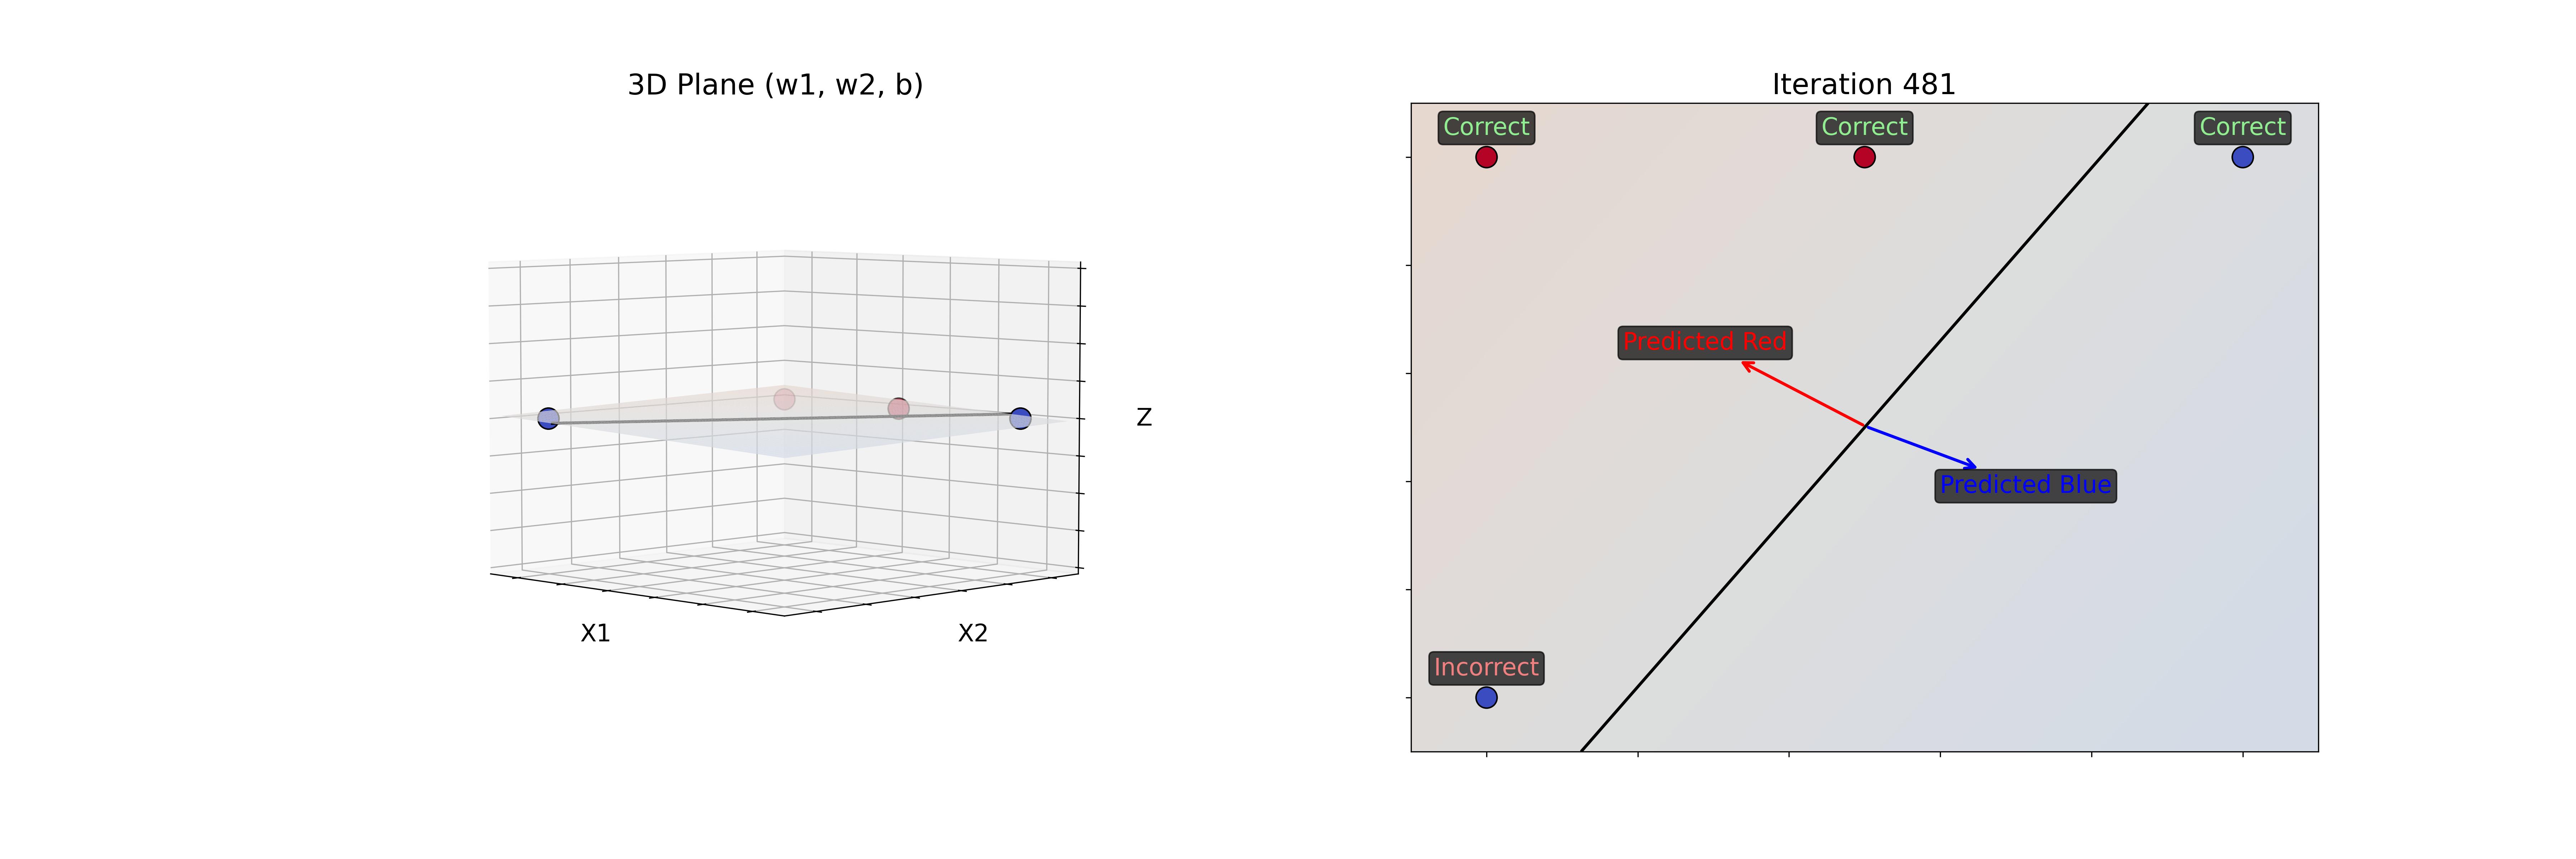 3D Plane (w1, w2, b)
Z
X1
X2
Iteration 481
Correct
Correct
Correct
Predicted Red
Predicted Blue
Incorrect